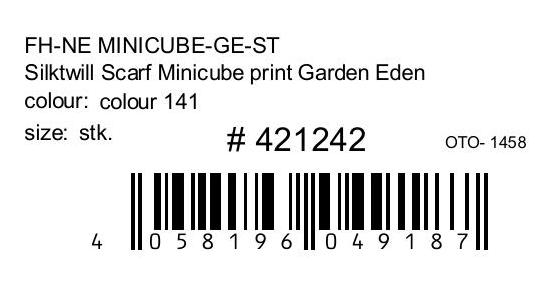 FH-NE MINICUBE-GE-ST
Silktwill Scarf Minicube print Garden Eden
colour: colour 141
size: stk.
# 421242
OTO- 1458
4 058196 049187